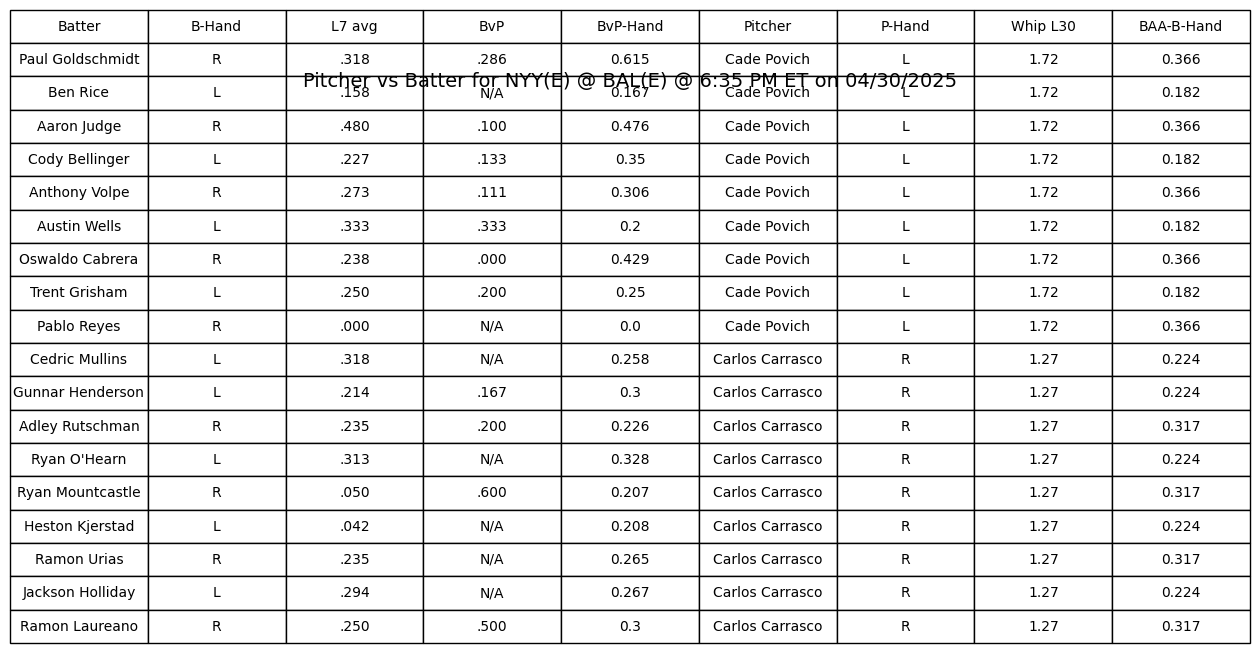 Batter B-Hand L7 avg BvP BvP-Hand Pitcher P-Hand Whip L30 BAA-B-Hand
Paul Goldschmidt R .318 .286 0.615 Cade Povich L 1.72 0.366
Pitcher vs Batter for NYY(E) @ BAL(E) @ 6:35 PM ET on 04/30/2025
Ben Rice L .158 N/A 0.167 Cade Povich L 1.72 0.182
Aaron Judge R .480 .100 0.476 Cade Povich L 1.72 0.366
Cody Bellinger L .227 .133 0.35 Cade Povich L 1.72 0.182
Anthony Volpe R .273 .111 0.306 Cade Povich L 1.72 0.366
Austin Wells L .333 .333 0.2 Cade Povich L 1.72 0.182
Oswaldo Cabrera R .238 .000 0.429 Cade Povich L 1.72 0.366
Trent Grisham L .250 .200 0.25 Cade Povich L 1.72 0.182
Pablo Reyes R .000 N/A 0.0 Cade Povich L 1.72 0.366
Cedric Mullins L .318 N/A 0.258 Carlos Carrasco R 1.27 0.224
Gunnar Henderson L .214 .167 0.3 Carlos Carrasco R 1.27 0.224
Adley Rutschman R .235 .200 0.226 Carlos Carrasco R 1.27 0.317
Ryan O'Hearn L .313 N/A 0.328 Carlos Carrasco R 1.27 0.224
Ryan Mountcastle R .050 .600 0.207 Carlos Carrasco R 1.27 0.317
Heston Kjerstad L .042 N/A 0.208 Carlos Carrasco R 1.27 0.224
Ramon Urias R .235 N/A 0.265 Carlos Carrasco R 1.27 0.317
Jackson Holliday L .294 N/A 0.267 Carlos Carrasco R 1.27 0.224
Ramon Laureano R .250 .500 0.3 Carlos Carrasco R 1.27 0.317